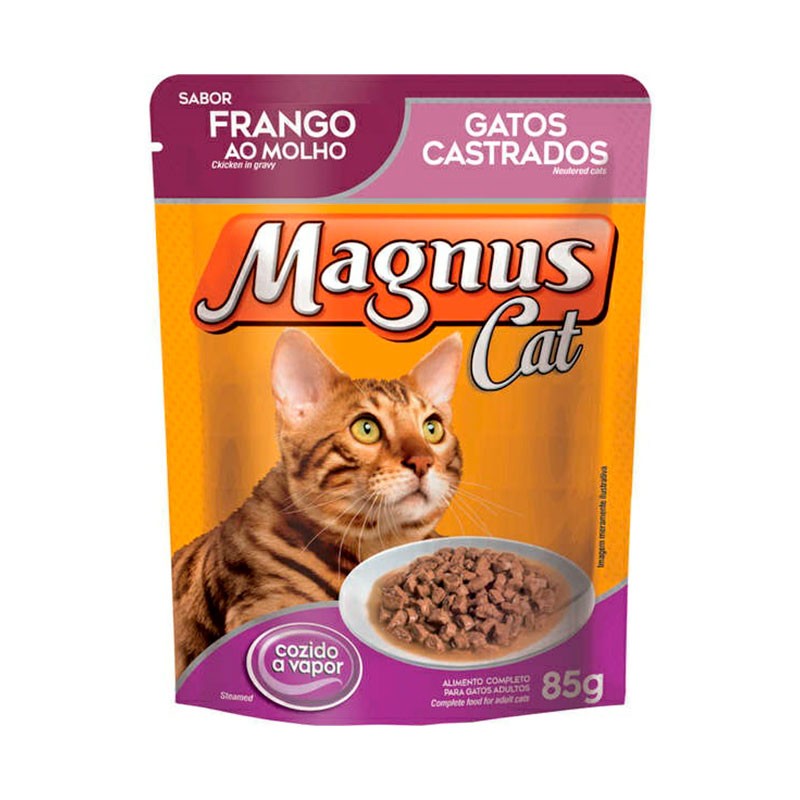 SABOR
FRANGO
AO MOLHO
Ckicken in gravy
GATOS
CASTRADOS
Neutered cats
Magnus
Cat
Imagem meramente ilustrativa
cozido
a vapor
Steamed
ALIMENTO COMPLETO
PARA GATOS ADULTOS
Complete food for adult cats
85g